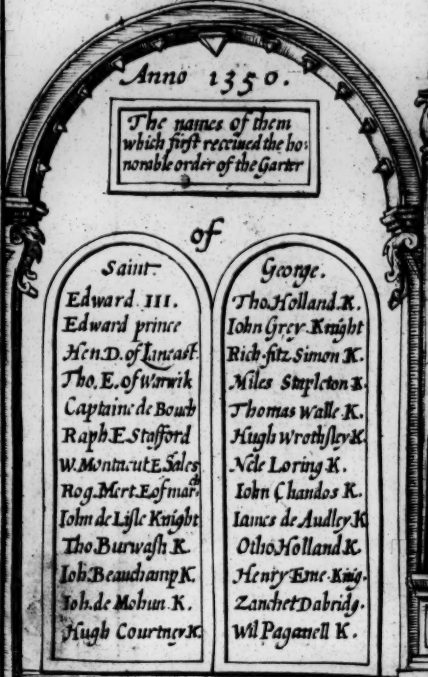 Anno 1350.
The names of them
which first receiued the ho:
norable order of the Garter
of
Saint
Edward III.
Edward prince
Hen. D. of Lancast.
Tho. E. of Warwik
Captaine de Bouch
Raph. E Stafford
W. Montacut E Sales
Rog. Mert. E of march
Iohn de Lisle Knight
Tho. Burwash K.
Ioh. Beauchamp K.
Ioh. de Mohun. K.
Hugh Courtney. K.
George.
Tho. Holland. K.
Iohn Grey. Knight
Rich. fitz Simon K.
Miles Stapleton K.
Thomas Walle K.
Hugh Wrothsley K.
Nele Loring K.
Iohn Chandos K.
Iames de Audley K
Otho. Holland. K.
Henry Eme Knig.
Zanchet Dabridg.
Wil Paganell K.